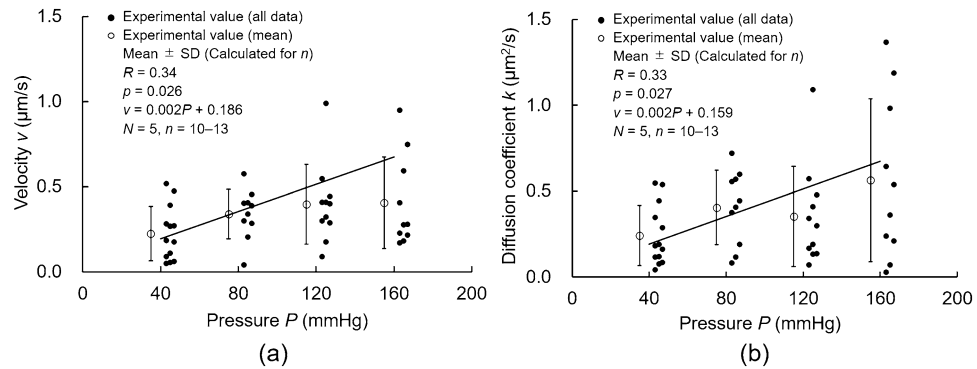 Experimental value (all data)
Experimental value (mean)
Mean ± SD (Calculated for n)
R = 0.34
p = 0.026
v = 0.002P + 0.186
N = 5, n = 10–13
Velocity v (μm/s)
1.5
1.0
0.5
0.0
0 40 80 120 160 200
Pressure P (mmHg)
(a)
Experimental value (all data)
Experimental value (mean)
Mean ± SD (Calculated for n)
R = 0.33
p = 0.027
v = 0.002P + 0.159
N = 5, n = 10–13
Diffusion coefficient k (μm²/s)
1.5
1.0
0.5
0.0
0 40 80 120 160 200
Pressure P (mmHg)
(b)